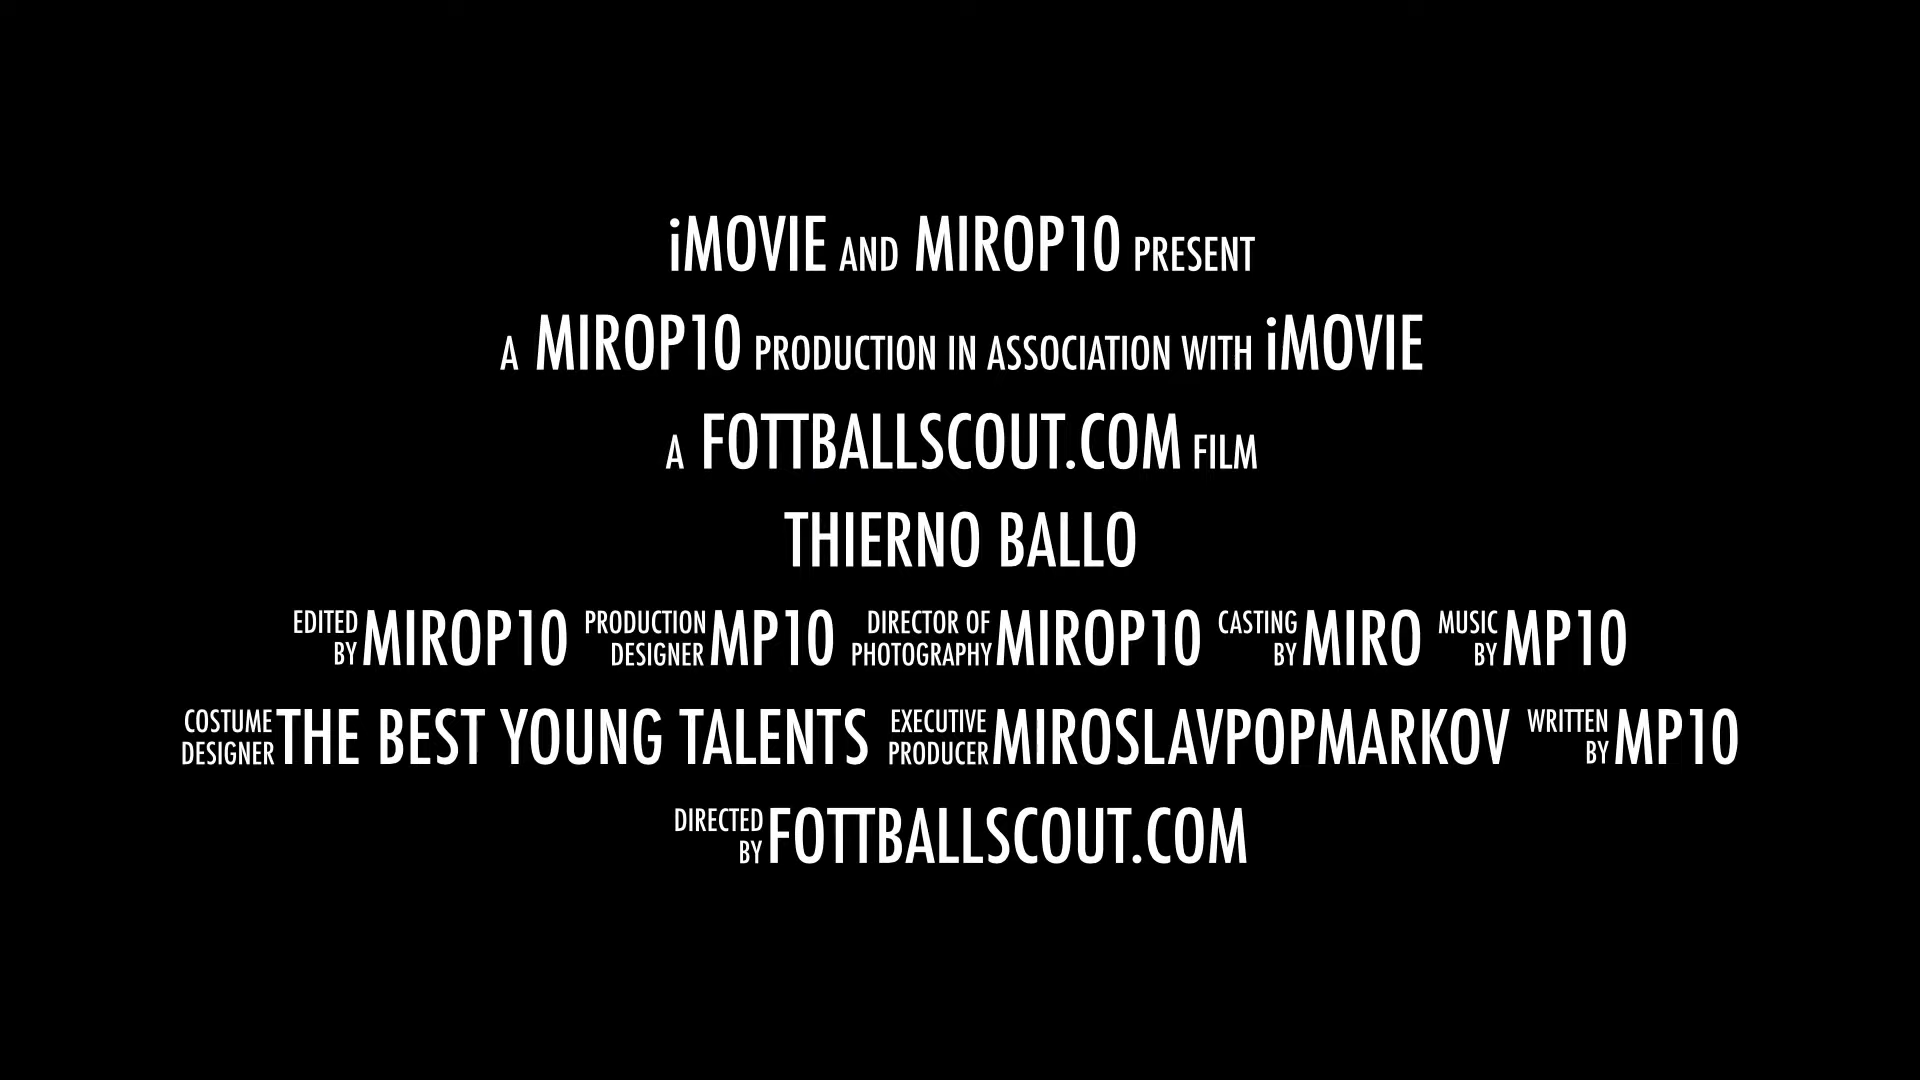 iMOVIE AND MIROP10 PRESENT
A MIROP10 PRODUCTION IN ASSOCIATION WITH iMOVIE
A FOTTBALLSCOUT.COM FILM
THIERNO BALLO
EDITED BY MIROP10 PRODUCTION DESIGNER MP10 DIRECTOR OF PHOTOGRAPHY MIROP10 CASTING BY MIRO MUSIC BY MP10
COSTUME DESIGNER THE BEST YOUNG TALENTS EXECUTIVE PRODUCER MIROSLAVPOPMARKOV WRITTEN BY MP10
DIRECTED BY FOTTBALLSCOUT.COM